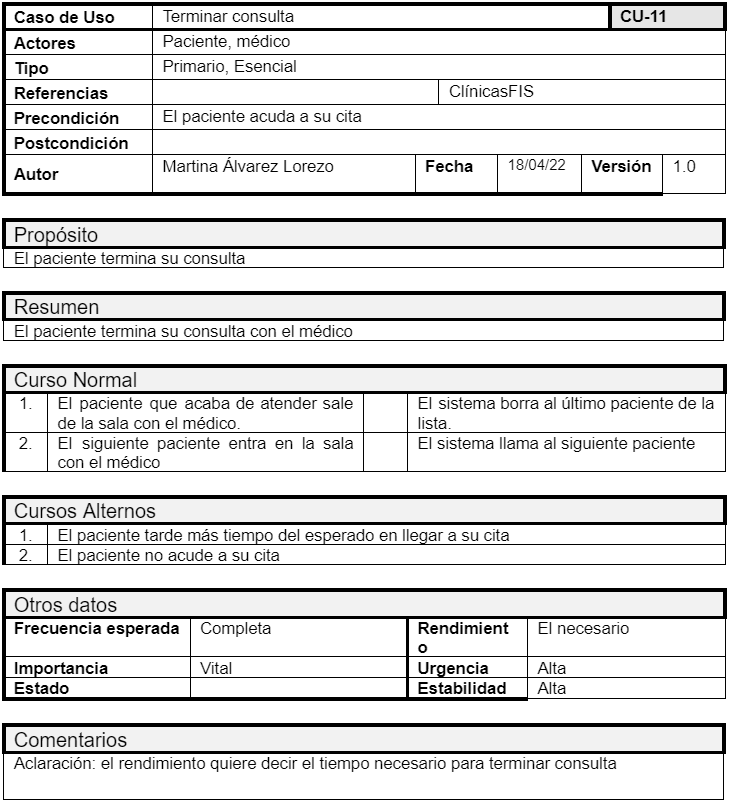 Caso de Uso Terminar consulta CU-11
Actores Paciente, médico
Tipo Primario, Esencial
Referencias ClínicasFIS
Precondición El paciente acuda a su cita
Postcondición
Autor Martina Álvarez Lorezo Fecha 18/04/22 Versión 1.0
Propósito
El paciente termina su consulta
Resumen
El paciente termina su consulta con el médico
Curso Normal
1. El paciente que acaba de atender sale El sistema borra al último paciente de la
de la sala con el médico. lista.
2. El siguiente paciente entra en la sala El sistema llama al siguiente paciente
con el médico
Cursos Alternos
1. El paciente tarde más tiempo del esperado en llegar a su cita
2. El paciente no acude a su cita
Otros datos
Frecuencia esperada Completa Rendimient El necesario
o
Importancia Vital Urgencia Alta
Estado Estabilidad Alta
Comentarios
Aclaración: el rendimiento quiere decir el tiempo necesario para terminar consulta